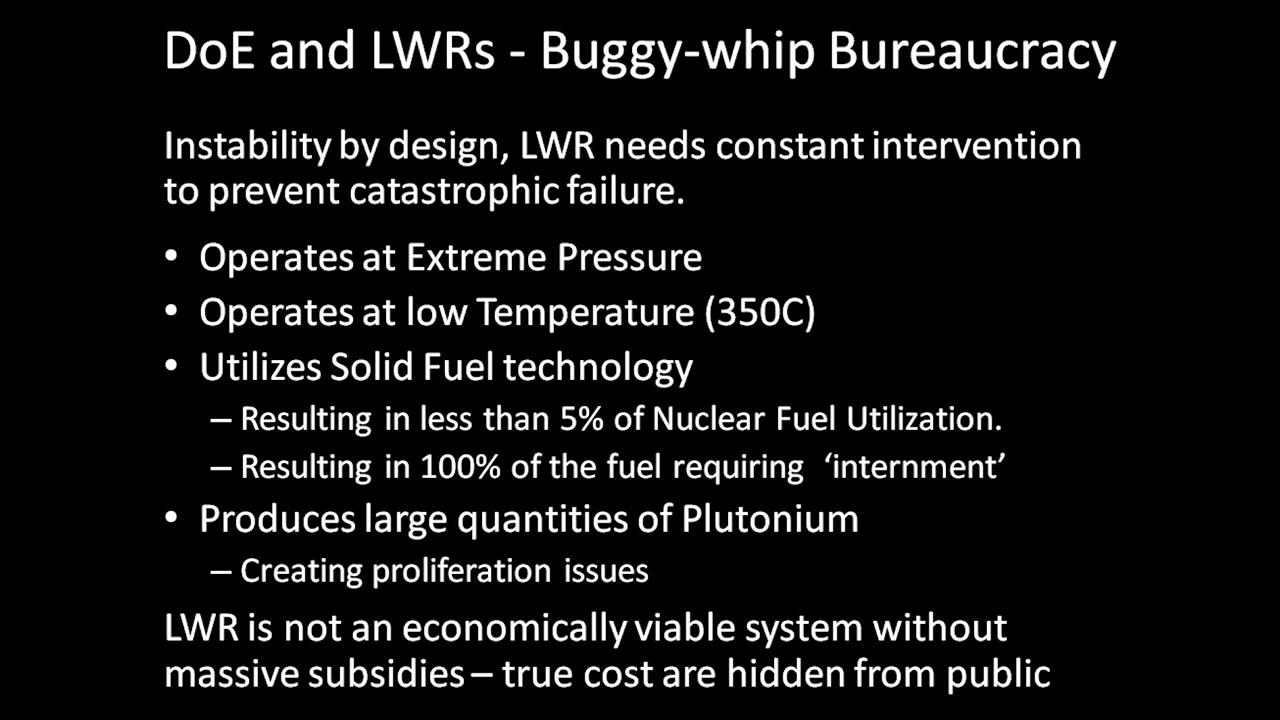 DoE and LWRs - Buggy-whip Bureaucracy
Instability by design, LWR needs constant intervention
to prevent catastrophic failure.
• Operates at Extreme Pressure
• Operates at low Temperature (350C)
• Utilizes Solid Fuel technology
– Resulting in less than 5% of Nuclear Fuel Utilization.
– Resulting in 100% of the fuel requiring ‘internment’
• Produces large quantities of Plutonium
– Creating proliferation issues
LWR is not an economically viable system without
massive subsidies – true cost are hidden from public